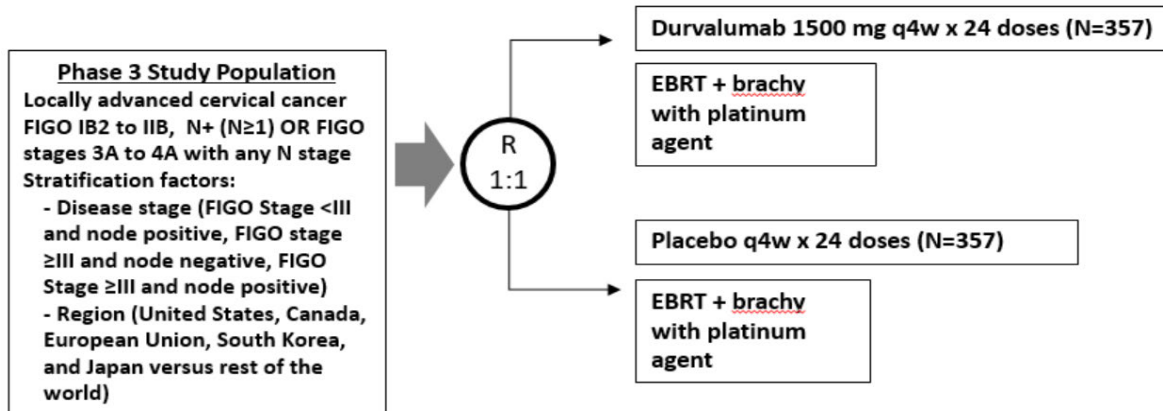 Phase 3 Study Population
Locally advanced cervical cancer
FIGO IB2 to IIB,  N+ (N≥1) OR FIGO
stages 3A to 4A with any N stage
Stratification factors:
- Disease stage (FIGO Stage <III
and node positive, FIGO stage
≥III and node negative, FIGO
Stage ≥III and node positive)
- Region (United States, Canada,
European Union, South Korea,
and Japan versus rest of the
world)
R
1:1
Durvalumab 1500 mg q4w x 24 doses (N=357)
EBRT + brachy
with platinum
agent
Placebo q4w x 24 doses (N=357)
EBRT + brachy
with platinum
agent